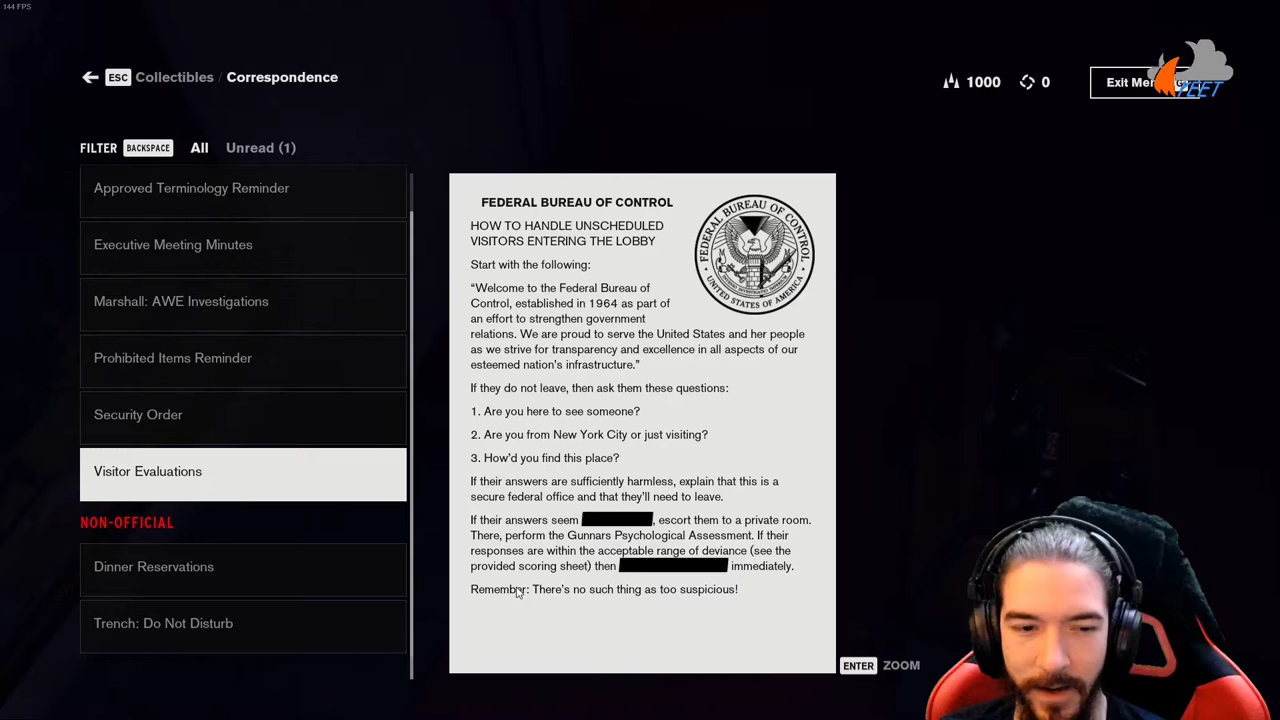 144 FPS
ESC Collectibles / Correspondence
1000 0
Exit Me
YEET
FILTER BACKSPACE All Unread (1)
Approved Terminology Reminder
Executive Meeting Minutes
Marshall: AWE Investigations
Prohibited Items Reminder
Security Order
Visitor Evaluations
NON-OFFICIAL
Dinner Reservations
Trench: Do Not Disturb
FEDERAL BUREAU OF CONTROL
FEDERAL BUREAU OF CONTROL
UNITED STATES OF AMERICA
HOW TO HANDLE UNSCHEDULED
VISITORS ENTERING THE LOBBY
Start with the following:
“Welcome to the Federal Bureau of
Control, established in 1964 as part of
an effort to strengthen government
relations. We are proud to serve the United States and her people
as we strive for transparency and excellence in all aspects of our
esteemed nation’s infrastructure.”
If they do not leave, then ask them these questions:
1. Are you here to see someone?
2. Are you from New York City or just visiting?
3. How’d you find this place?
If their answers are sufficiently harmless, explain that this is a
secure federal office and that they’ll need to leave.
If their answers seem , escort them to a private room.
There, perform the Gunnars Psychological Assessment. If their
responses are within the acceptable range of deviance (see the
provided scoring sheet) then immediately.
Remember: There’s no such thing as too suspicious!
ENTER ZOOM